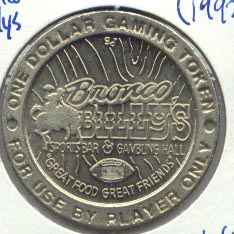 ONE DOLLAR GAMING TOKEN
Bronco
BILLY'S
SPORTS BAR & GAMBLING HALL
"GREAT FOOD GREAT FRIENDS"
FOR USE BY PLAYER ONLY